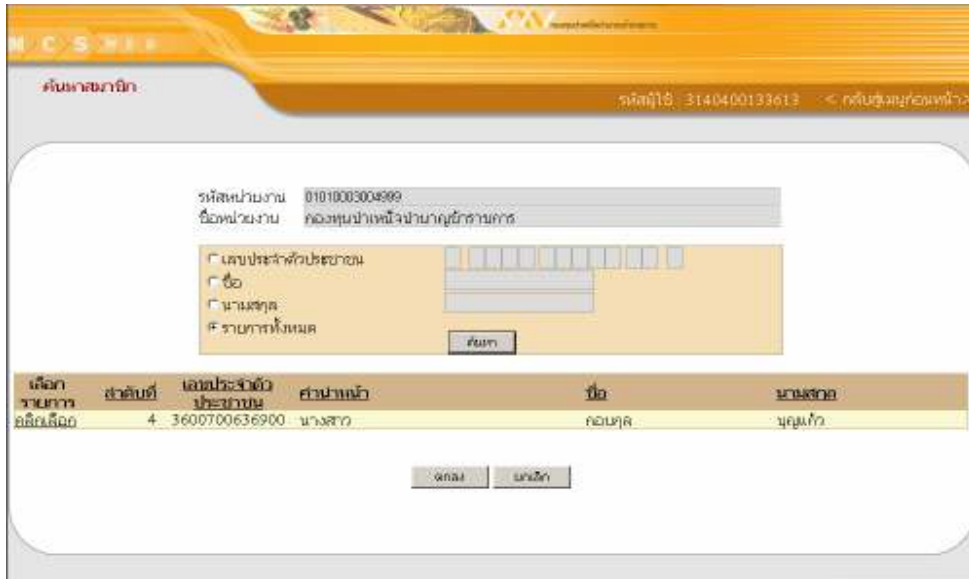 M C S W E B
ค้นหาสมาชิก
รหัสผู้ใช้ 3140400133613 < กลับสู่เมนูก่อนหน้า>
รหัสหน่วยงาน 01010003004999
ชื่อหน่วยงาน กองทุนบำเหน็จบำนาญข้าราชการ
เลขประจำตัวประชาชน
ชื่อ
นามสกุล
รายการทั้งหมด
ค้นหา
เลือกรายการ ลำดับที่ เลขประจำตัวประชาชน คำนำหน้า ชื่อ นามสกุล
คลิกเลือก 4 3600700636900 นางสาว กอบกุล บุญแก้ว
ตกลง ยกเลิก